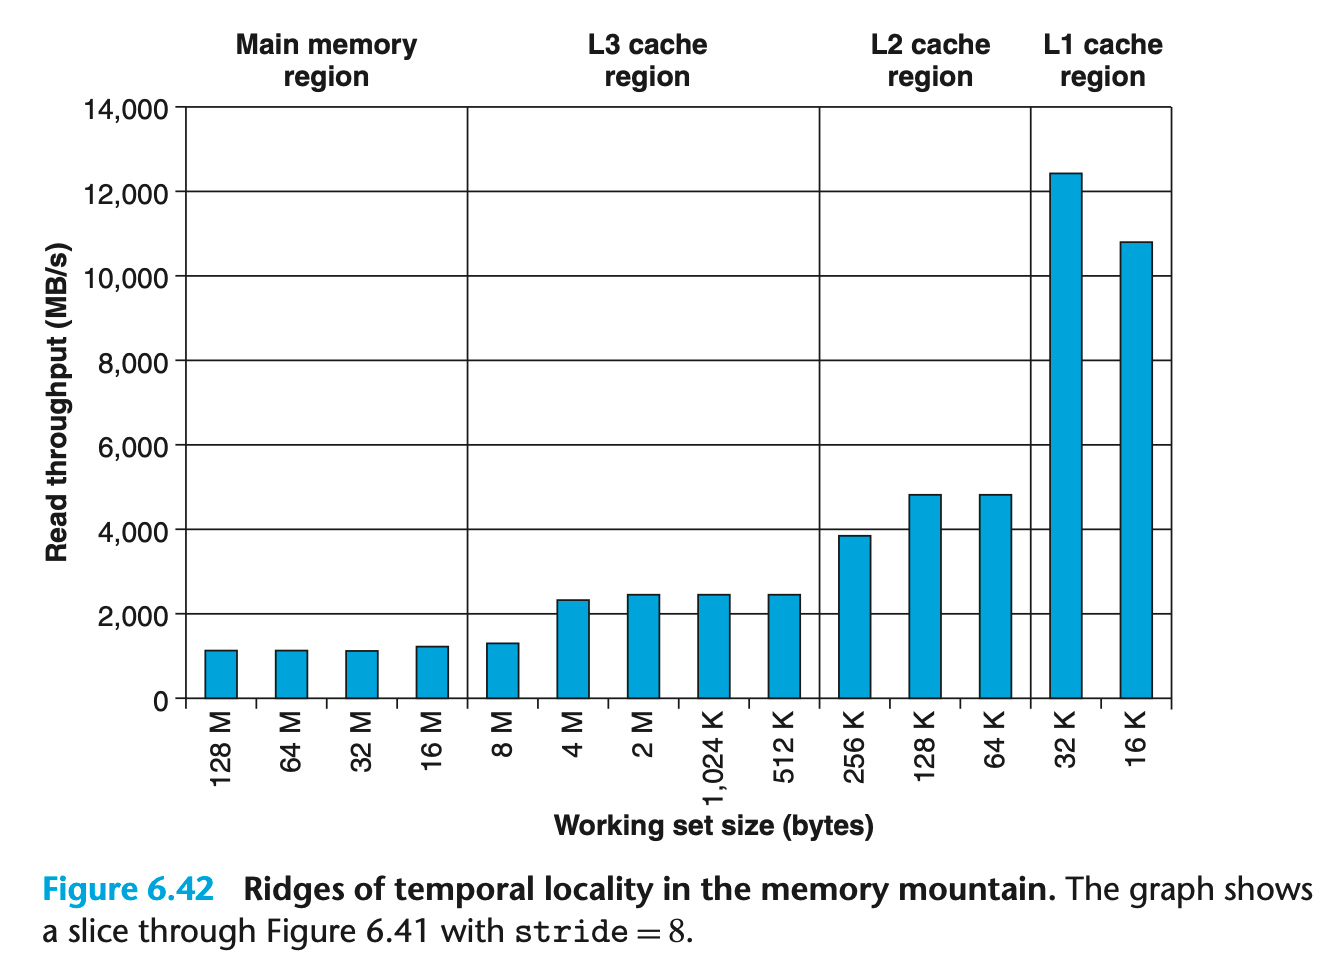 Main memory
region
L3 cache
region
L2 cache
region
L1 cache
region
14,000
12,000
10,000
8,000
6,000
4,000
2,000
0
Read throughput (MB/s)
128 M
64 M
32 M
16 M
8 M
4 M
2 M
1,024 K
512 K
256 K
128 K
64 K
32 K
16 K
Working set size (bytes)
Figure 6.42 Ridges of temporal locality in the memory mountain. The graph shows
a slice through Figure 6.41 with stride = 8.